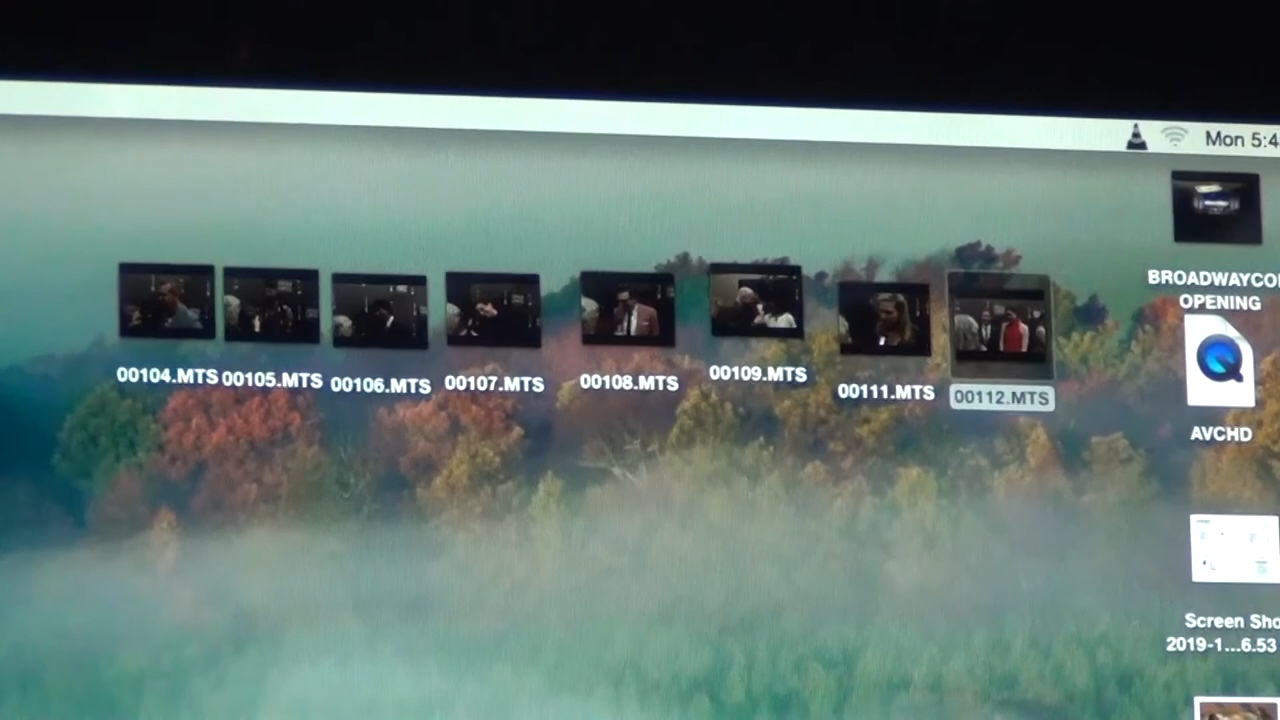 Mon 5:4
00104.MTS
00105.MTS
00106.MTS
00107.MTS
00108.MTS
00109.MTS
00111.MTS
00112.MTS
BROADWAYCO
OPENING
AVCHD
Screen Sho
2019-1...6.53